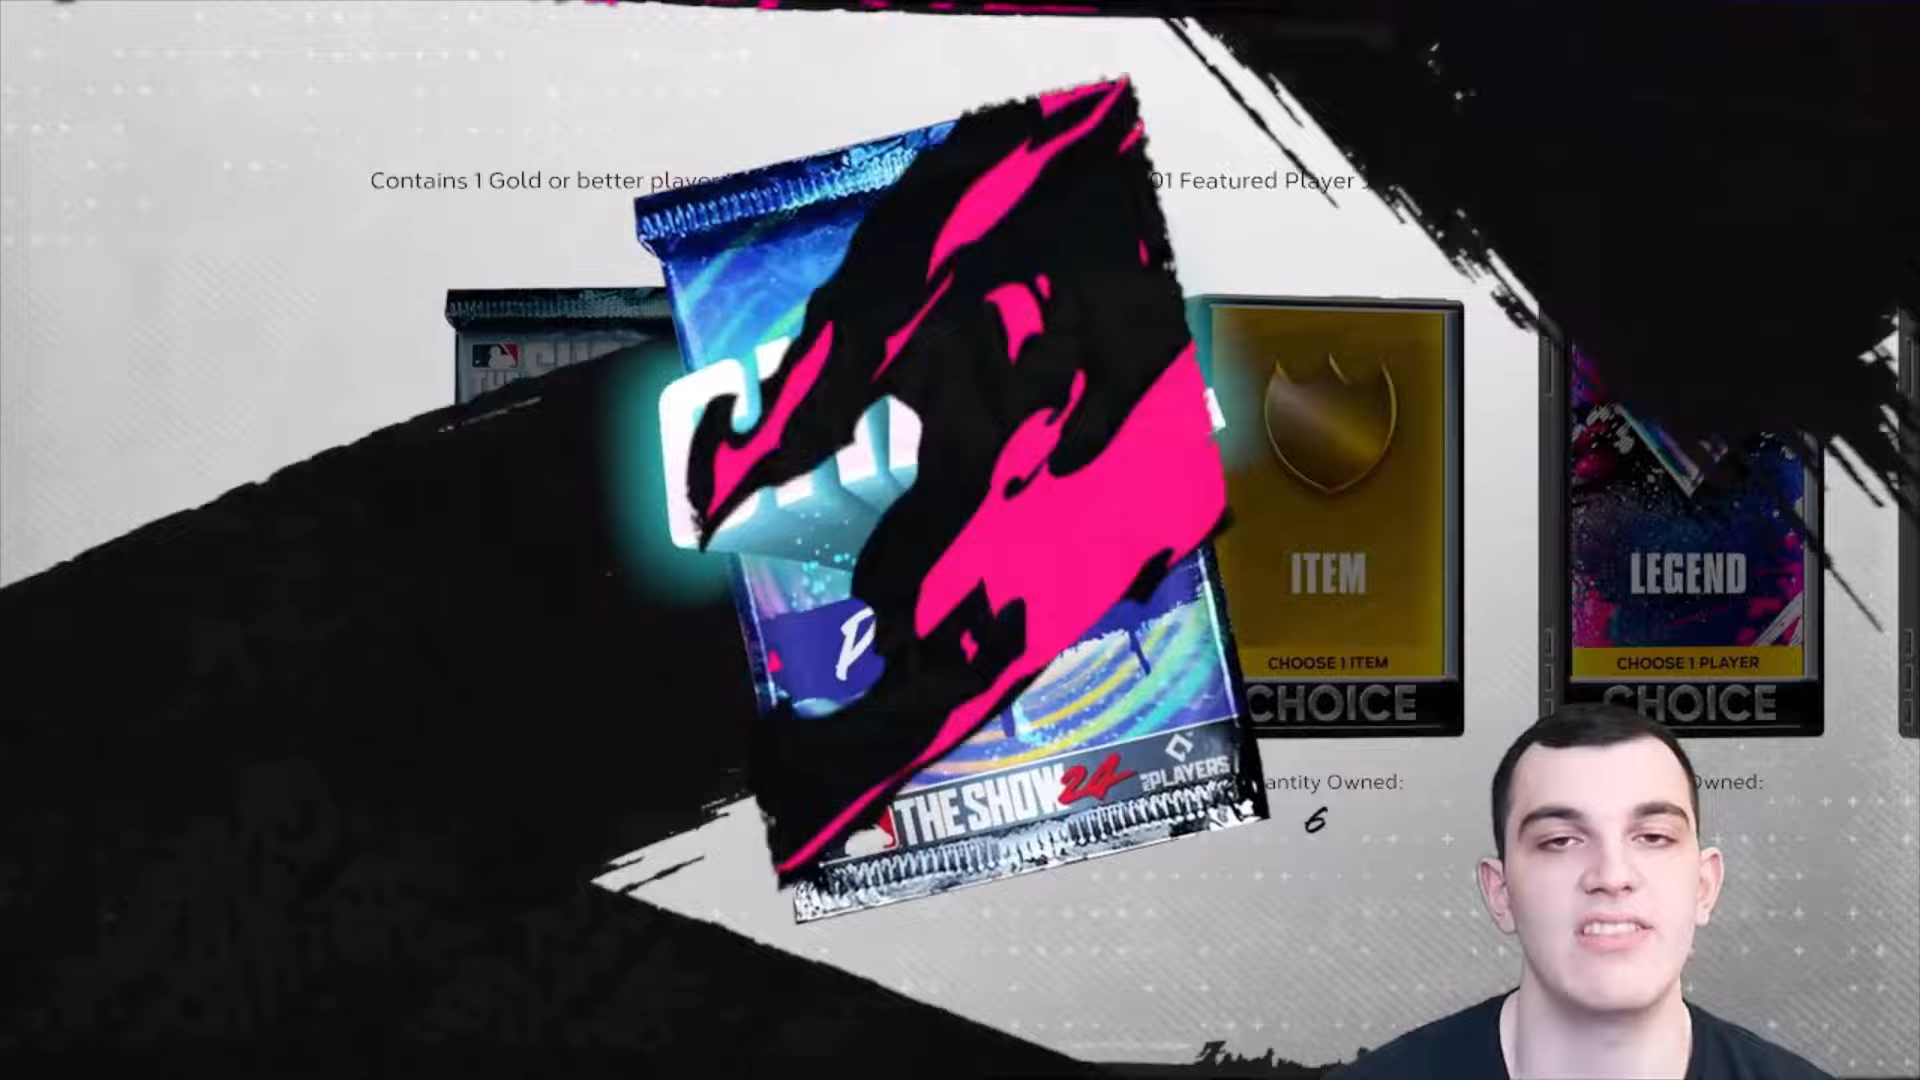 Contains 1 Gold or better player
01 Featured Player
ITEM
CHOOSE 1 ITEM
CHOICE
LEGEND
CHOOSE 1 PLAYER
CHOICE
THE SHOW 24
PLAYERS
Owned:
Owned:
6